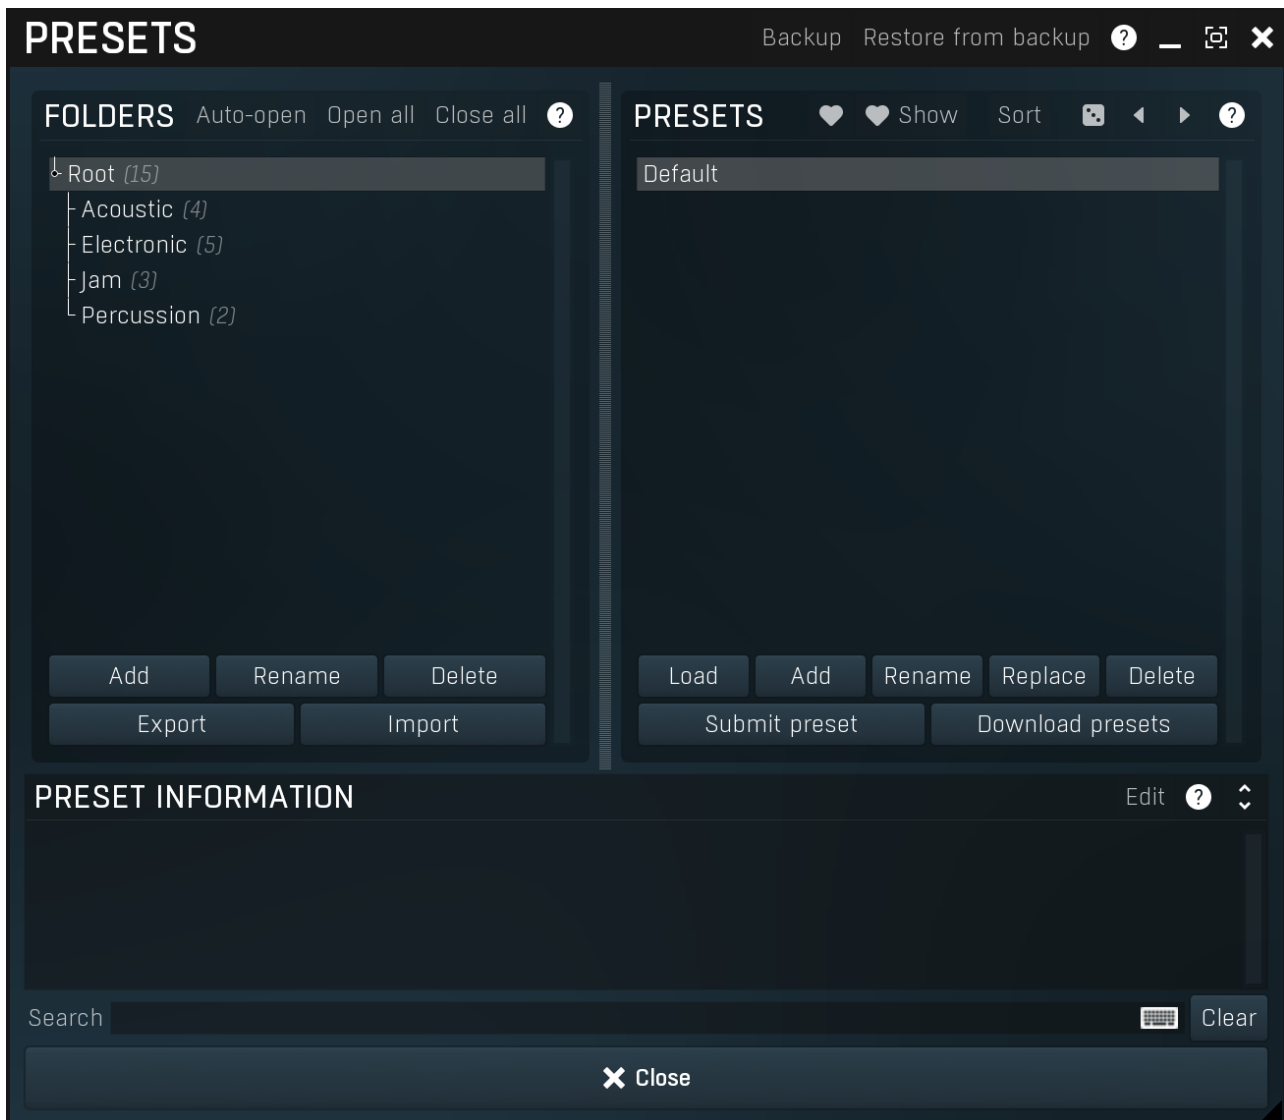 PRESETS Backup Restore from backup ?
FOLDERS Auto-open Open all Close all ?
Root (15)
Acoustic (4)
Electronic (5)
Jam (3)
Percussion (2)
Add Rename Delete
Export Import
PRESETS Show Sort ?
Default
Load Add Rename Replace Delete
Submit preset Download presets
PRESET INFORMATION Edit ?
Search Clear
Close